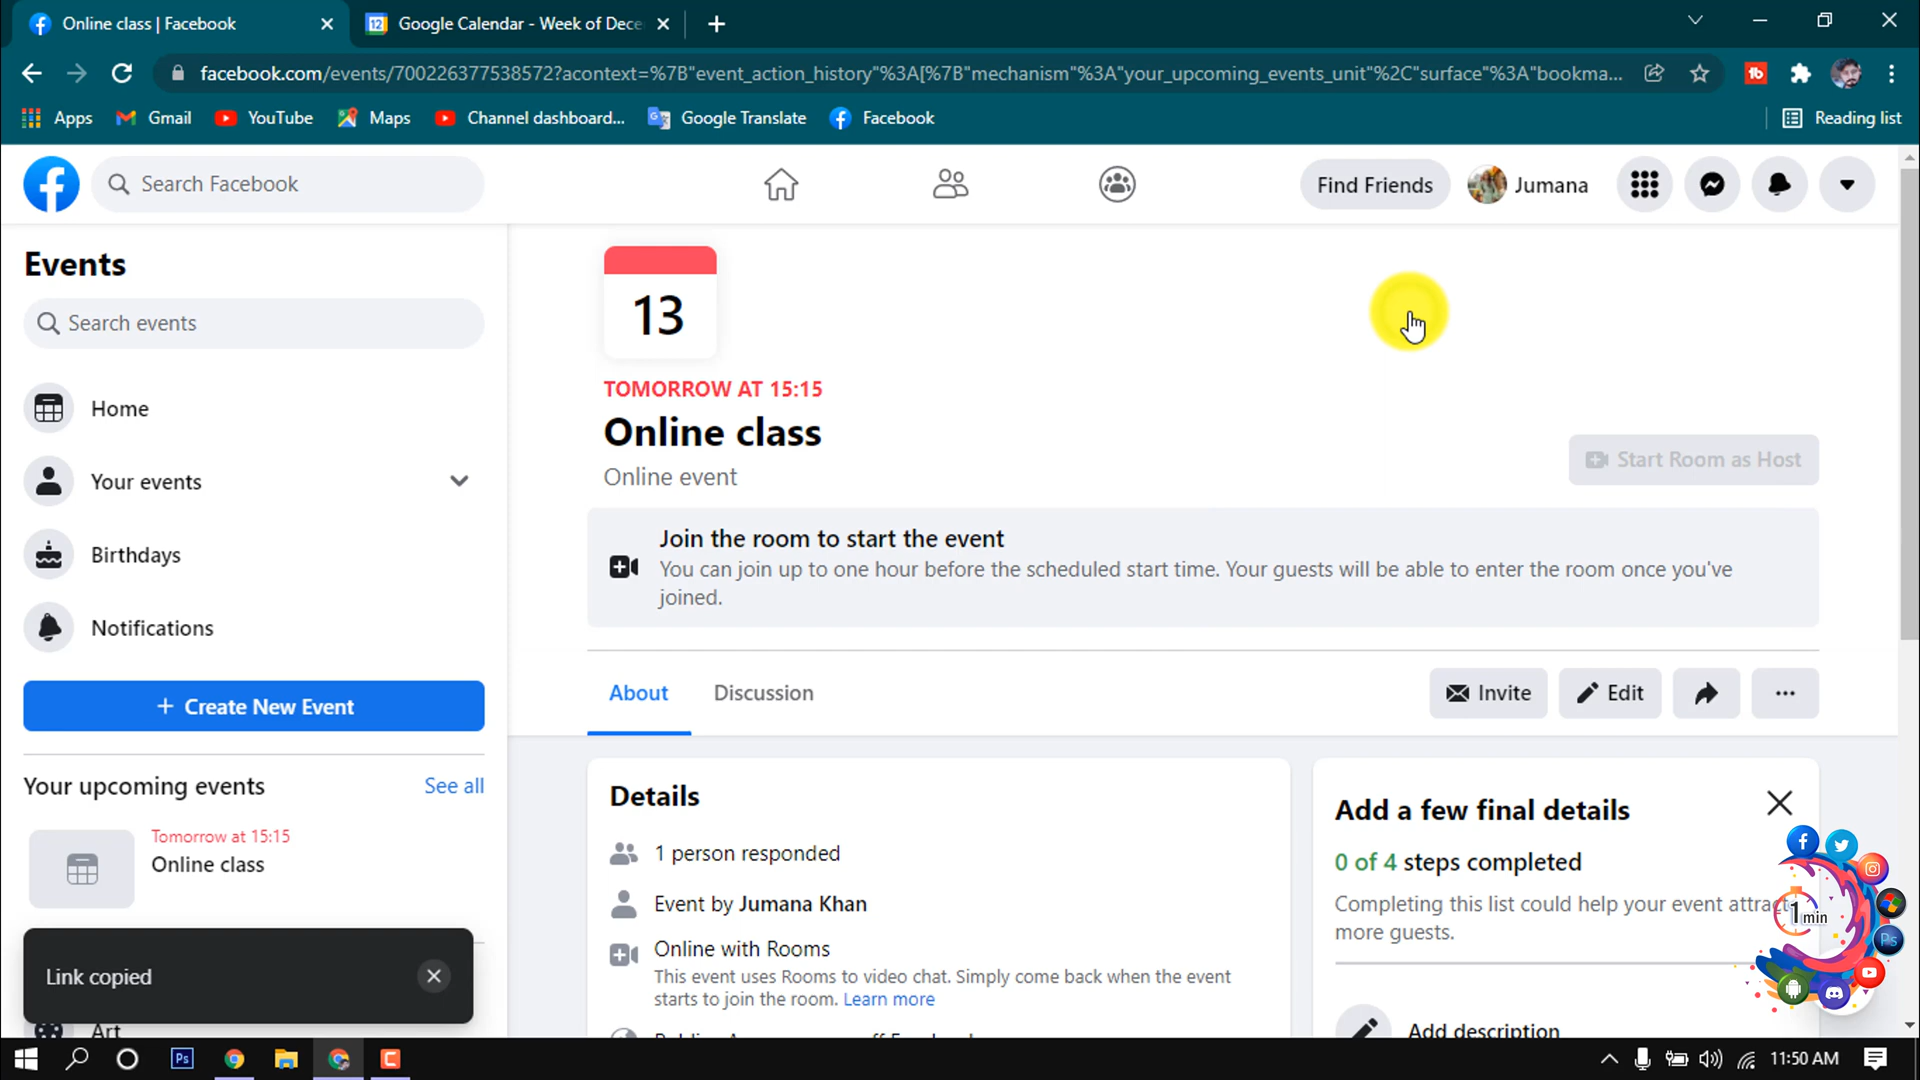 Online class | Facebook
Google Calendar - Week of Dece
facebook.com/events/700226377538572?acontext=%7B"event_action_history"%3A[%7B"mechanism"%3A"your_upcoming_events_unit"%2C"surface"%3A"bookma...
Apps
Gmail
YouTube
Maps
Channel dashboard...
Google Translate
Facebook
Reading list
Search Facebook
Find Friends
Jumana
Events
Search events
Home
Your events
Birthdays
Notifications
+ Create New Event
Your upcoming events
See all
Tomorrow at 15:15
Online class
Link copied
Art
13
TOMORROW AT 15:15
Online class
Online event
Start Room as Host
Join the room to start the event
You can join up to one hour before the scheduled start time. Your guests will be able to enter the room once you've
joined.
About
Discussion
Invite
Edit
Details
1 person responded
Event by Jumana Khan
Online with Rooms
This event uses Rooms to video chat. Simply come back when the event
starts to join the room. Learn more
Add a few final details
0 of 4 steps completed
Completing this list could help your event attract
more guests.
Add description
1 min
Ps
Ps
11:50 AM